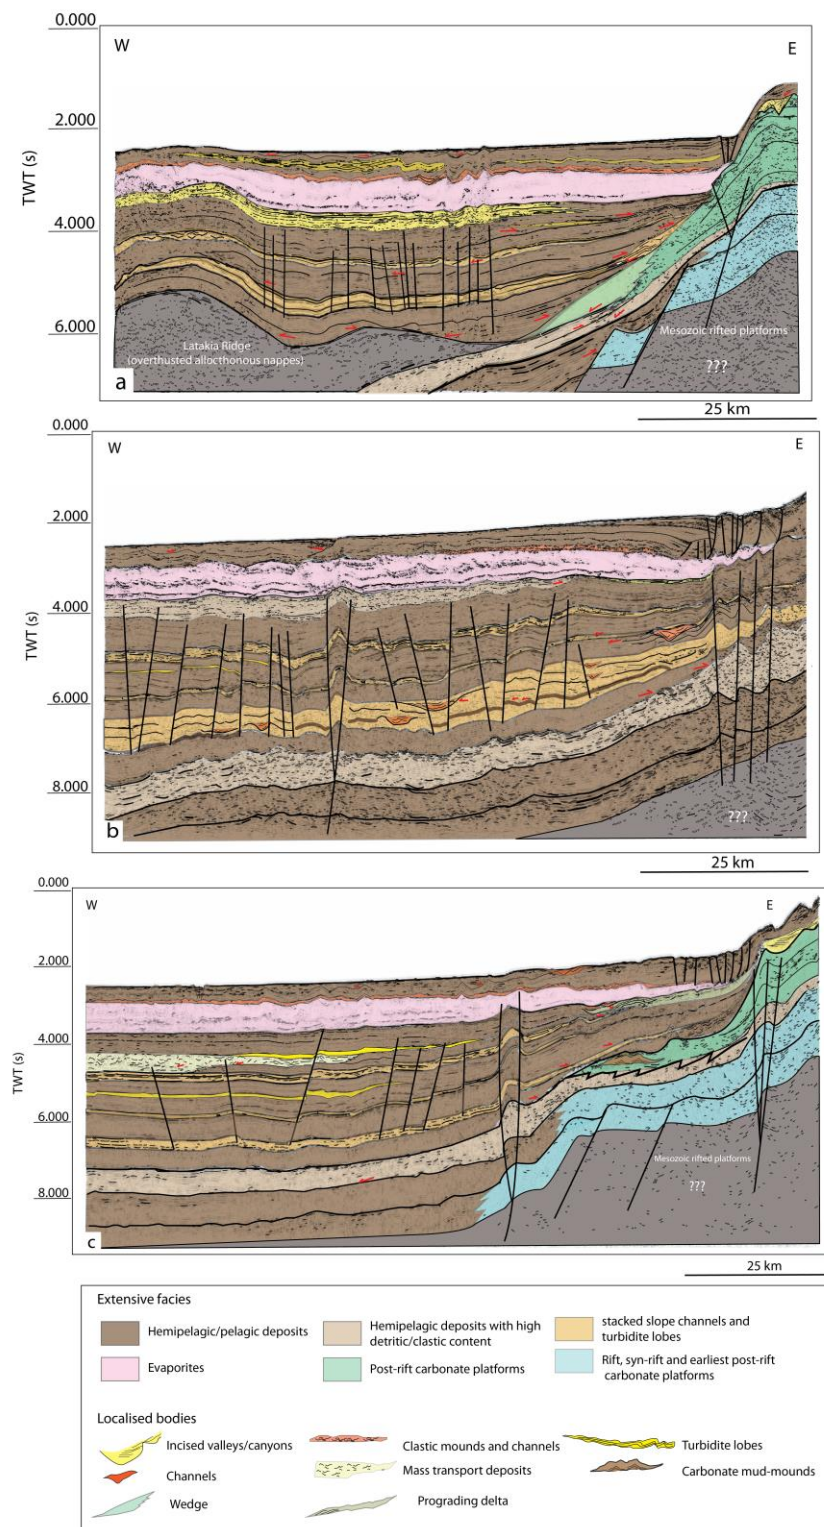 0.000
W
E
2.000
TWT (s)
4.000
6.000
Latakia Ridge
(overthusted allocthonous nappes)
Mesozoic rifted platforms
???
a
25 km
0.000
W
E
2.000
4.000
TWT (s)
6.000
8.000
???
b
25 km
0.000
W
E
2.000
4.000
TWT (s)
6.000
Mesozoic rifted platforms
???
8.000
c
25 km
Extensive facies
Hemipelagic/pelagic deposits
Hemipelagic deposits with high
detritic/clastic content
stacked slope channels and
turbidite lobes
Evaporites
Post-rift carbonate platforms
Rift, syn-rift and earliest post-rift
carbonate platforms
Localised bodies
Incised valleys/canyons
Clastic mounds and channels
Turbidite lobes
Channels
Mass transport deposits
Carbonate mud-mounds
Wedge
Prograding delta